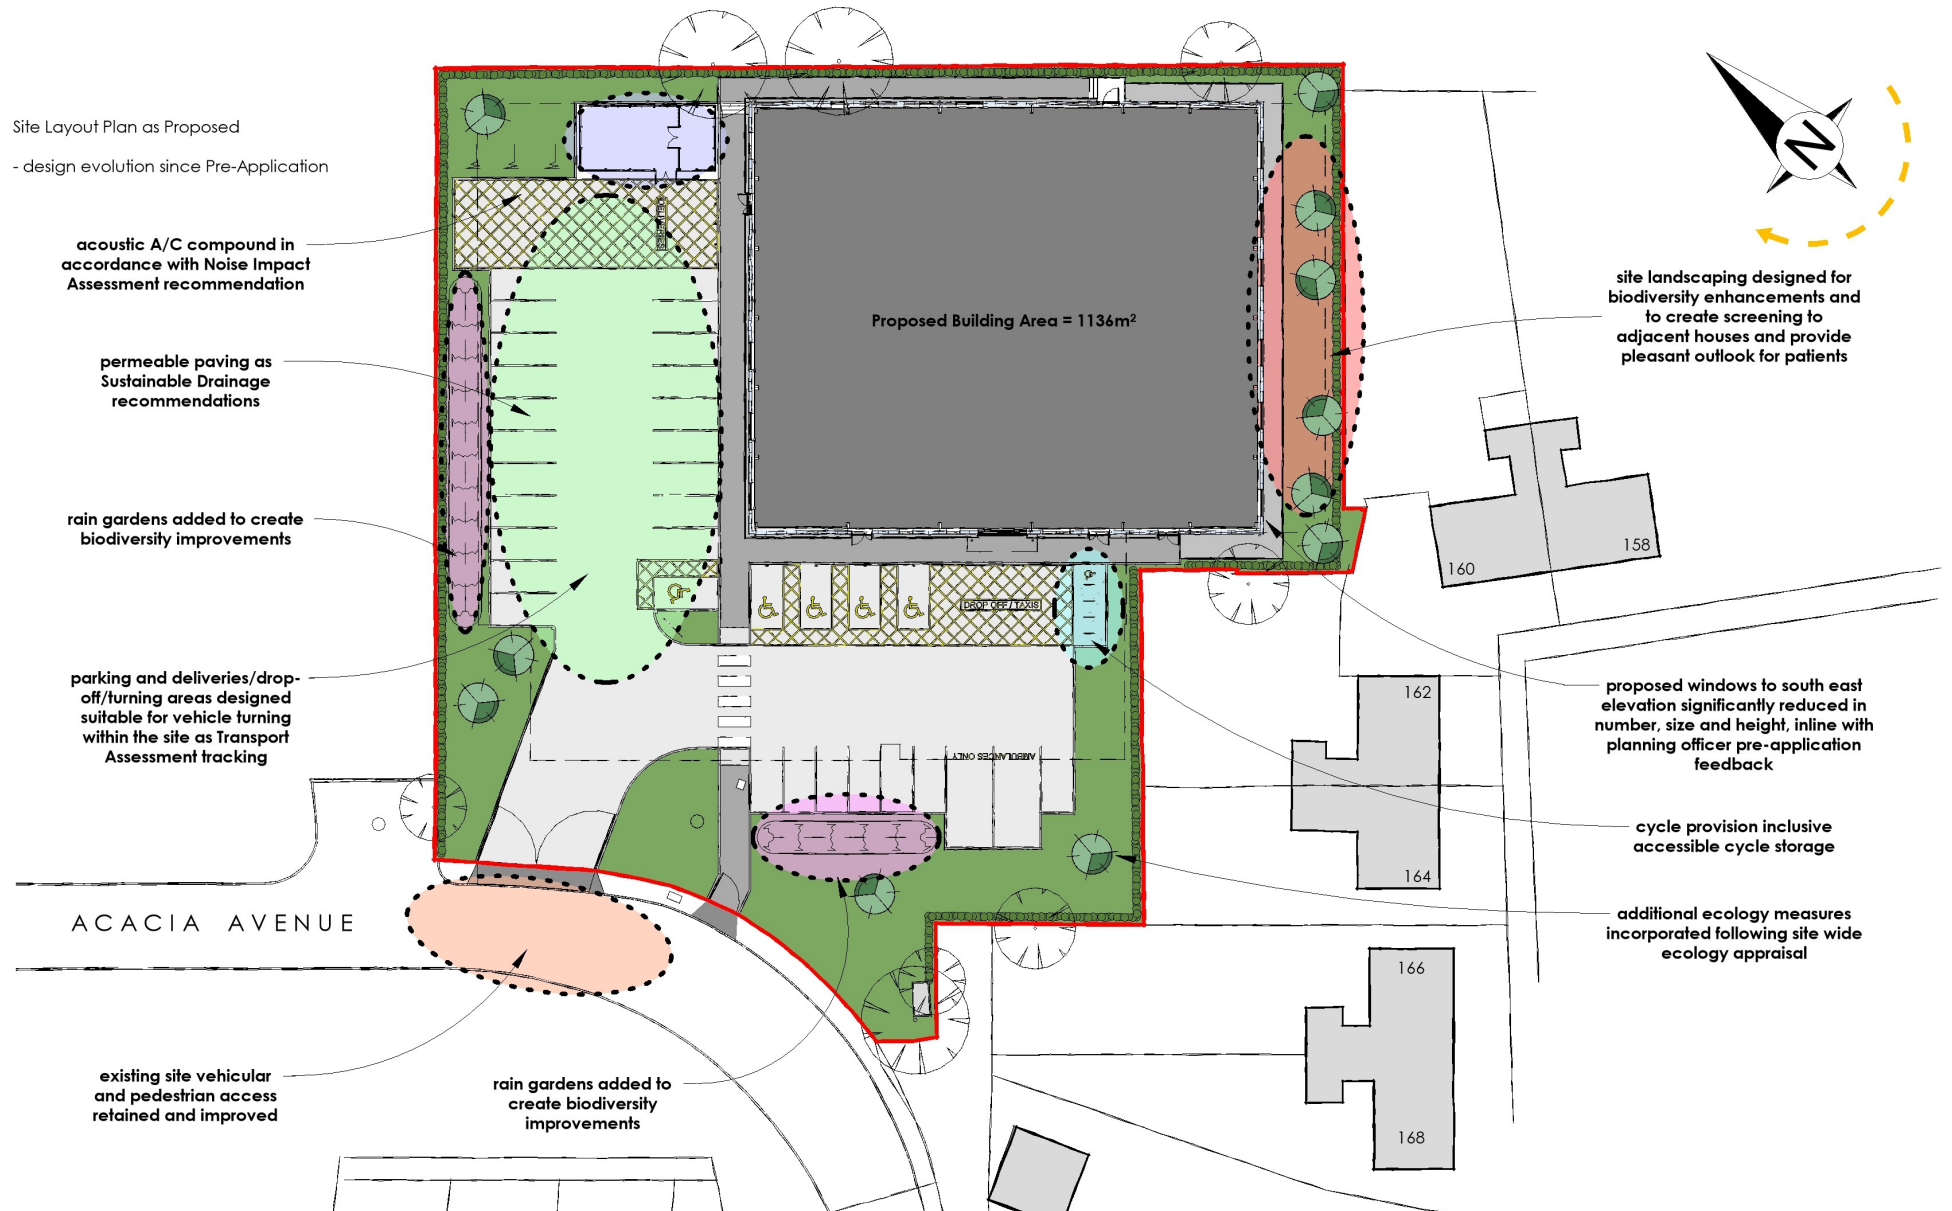 Site Layout Plan as Proposed
- design evolution since Pre-Application
acoustic A/C compound in
accordance with Noise Impact
Assessment recommendation
permeable paving as
Sustainable Drainage
recommendations
rain gardens added to create
biodiversity improvements
parking and deliveries/drop-
off/turning areas designed
suitable for vehicle turning
within the site as Transport
Assessment tracking
ACACIA AVENUE
existing site vehicular
and pedestrian access
retained and improved
rain gardens added to
create biodiversity
improvements
DELIVERIES
Proposed Building Area = 1136m²
DROP OFF / TAXIS
AMBULANCES ONLY
N
site landscaping designed for
biodiversity enhancements and
to create screening to
adjacent houses and provide
pleasant outlook for patients
160
158
162
164
166
168
proposed windows to south east
elevation significantly reduced in
number, size and height, inline with
planning officer pre-application
feedback
cycle provision inclusive
accessible cycle storage
additional ecology measures
incorporated following site wide
ecology appraisal